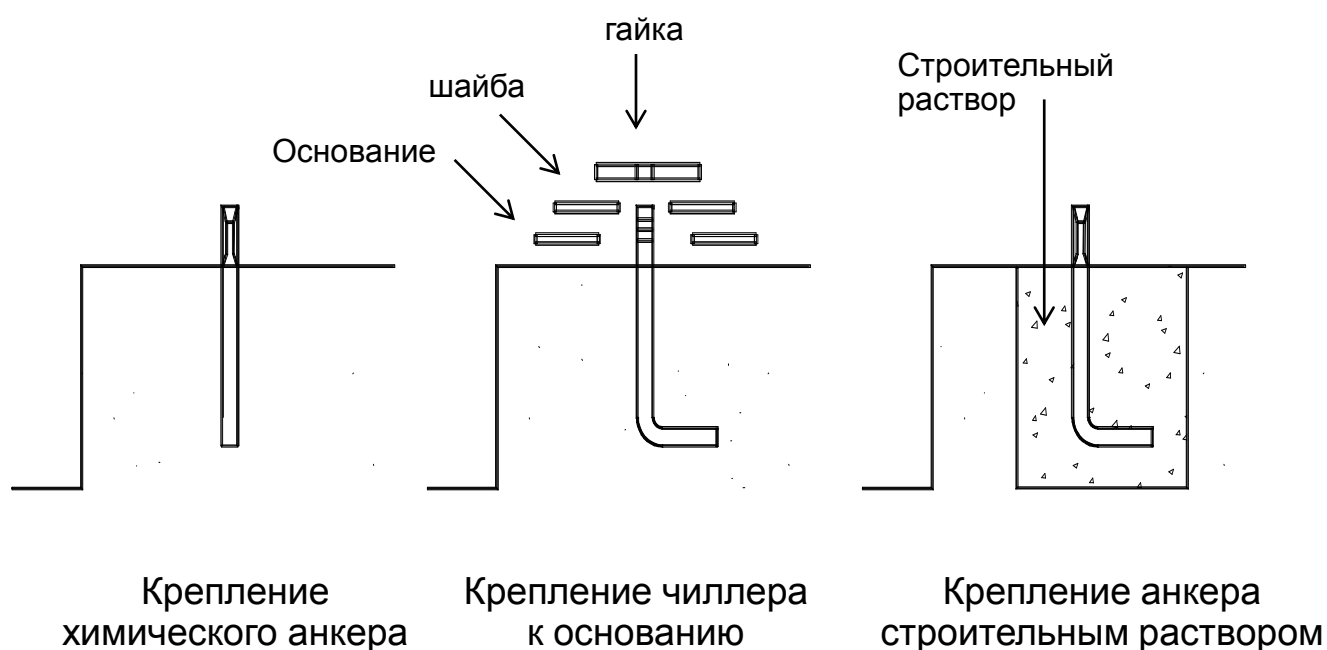 гайка
шайба
Основание
Строительный
раствор
Крепление
химического анкера
Крепление чиллера
к основанию
Крепление анкера
строительным раствором